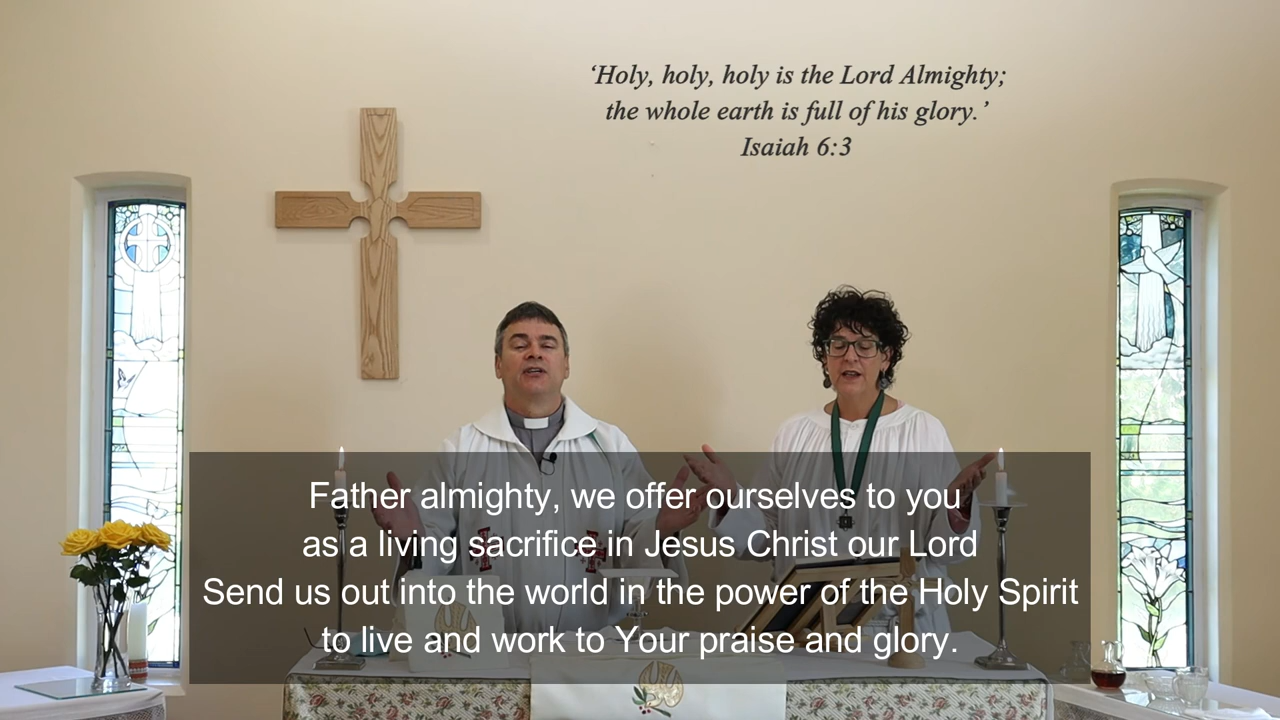 ‘Holy, holy, holy is the Lord Almighty;
the whole earth is full of his glory.’
Isaiah 6:3
Father almighty, we offer ourselves to you
as a living sacrifice in Jesus Christ our Lord
Send us out into the world in the power of the Holy Spirit
to live and work to Your praise and glory.